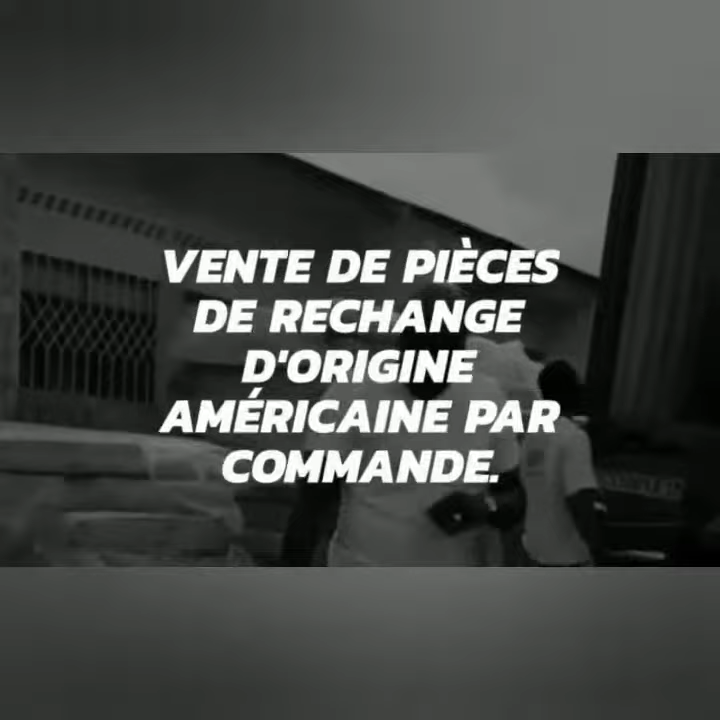 VENTE DE PIÈCES
DE RECHANGE
D'ORIGINE
AMÉRICAINE PAR
COMMANDE.